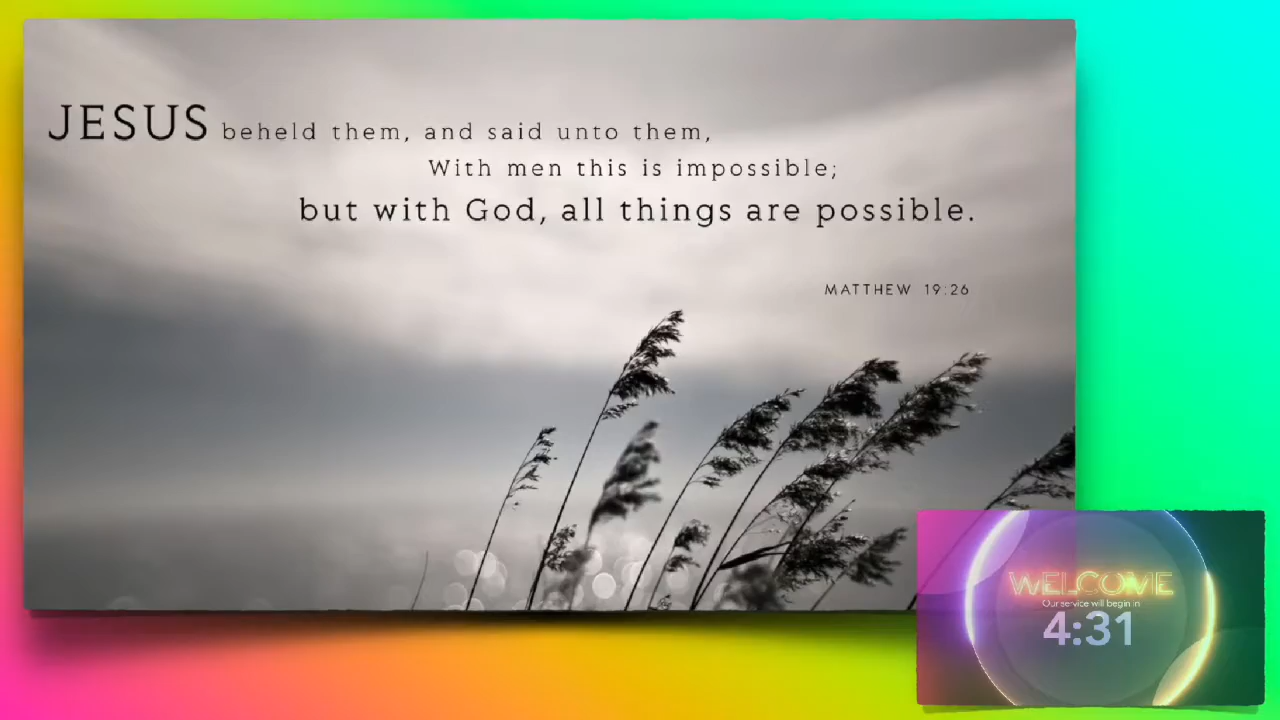 JESUS beheld them, and said unto them,
With men this is impossible;
but with God, all things are possible.
MATTHEW 19:26
WELCOME
Our service will begin in
4:31